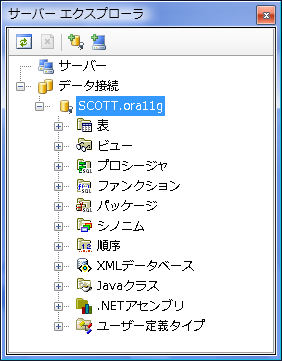 サーバー エクスプローラ
サーバー
データ接続
SCOTT.ora11g
表
ビュー
プロシージャ
ファンクション
パッケージ
シノニム
順序
XMLデータベース
Javaクラス
.NETアセンブリ
ユーザー定義タイプ